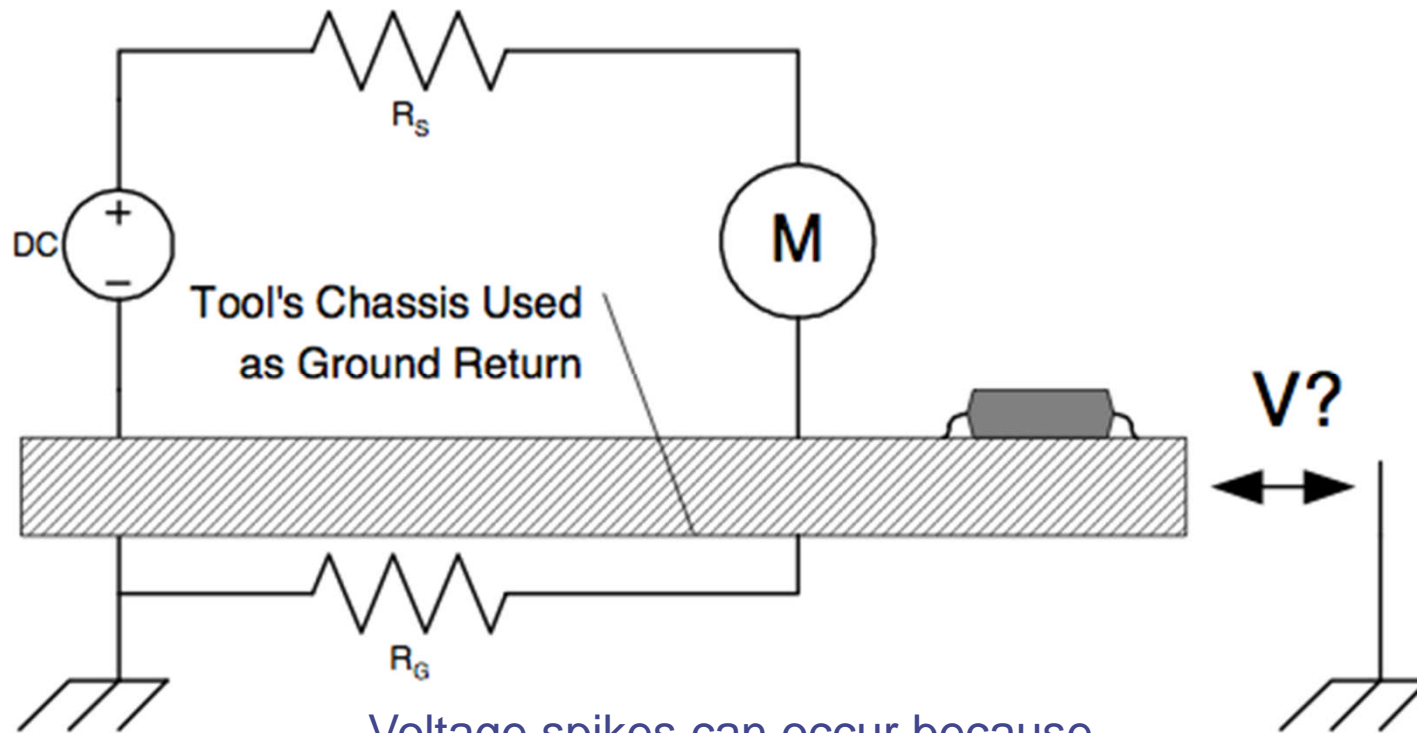 R_S
+
DC
−
M
Tool's Chassis Used
as Ground Return
V?
R_G
Voltage spikes can occur because